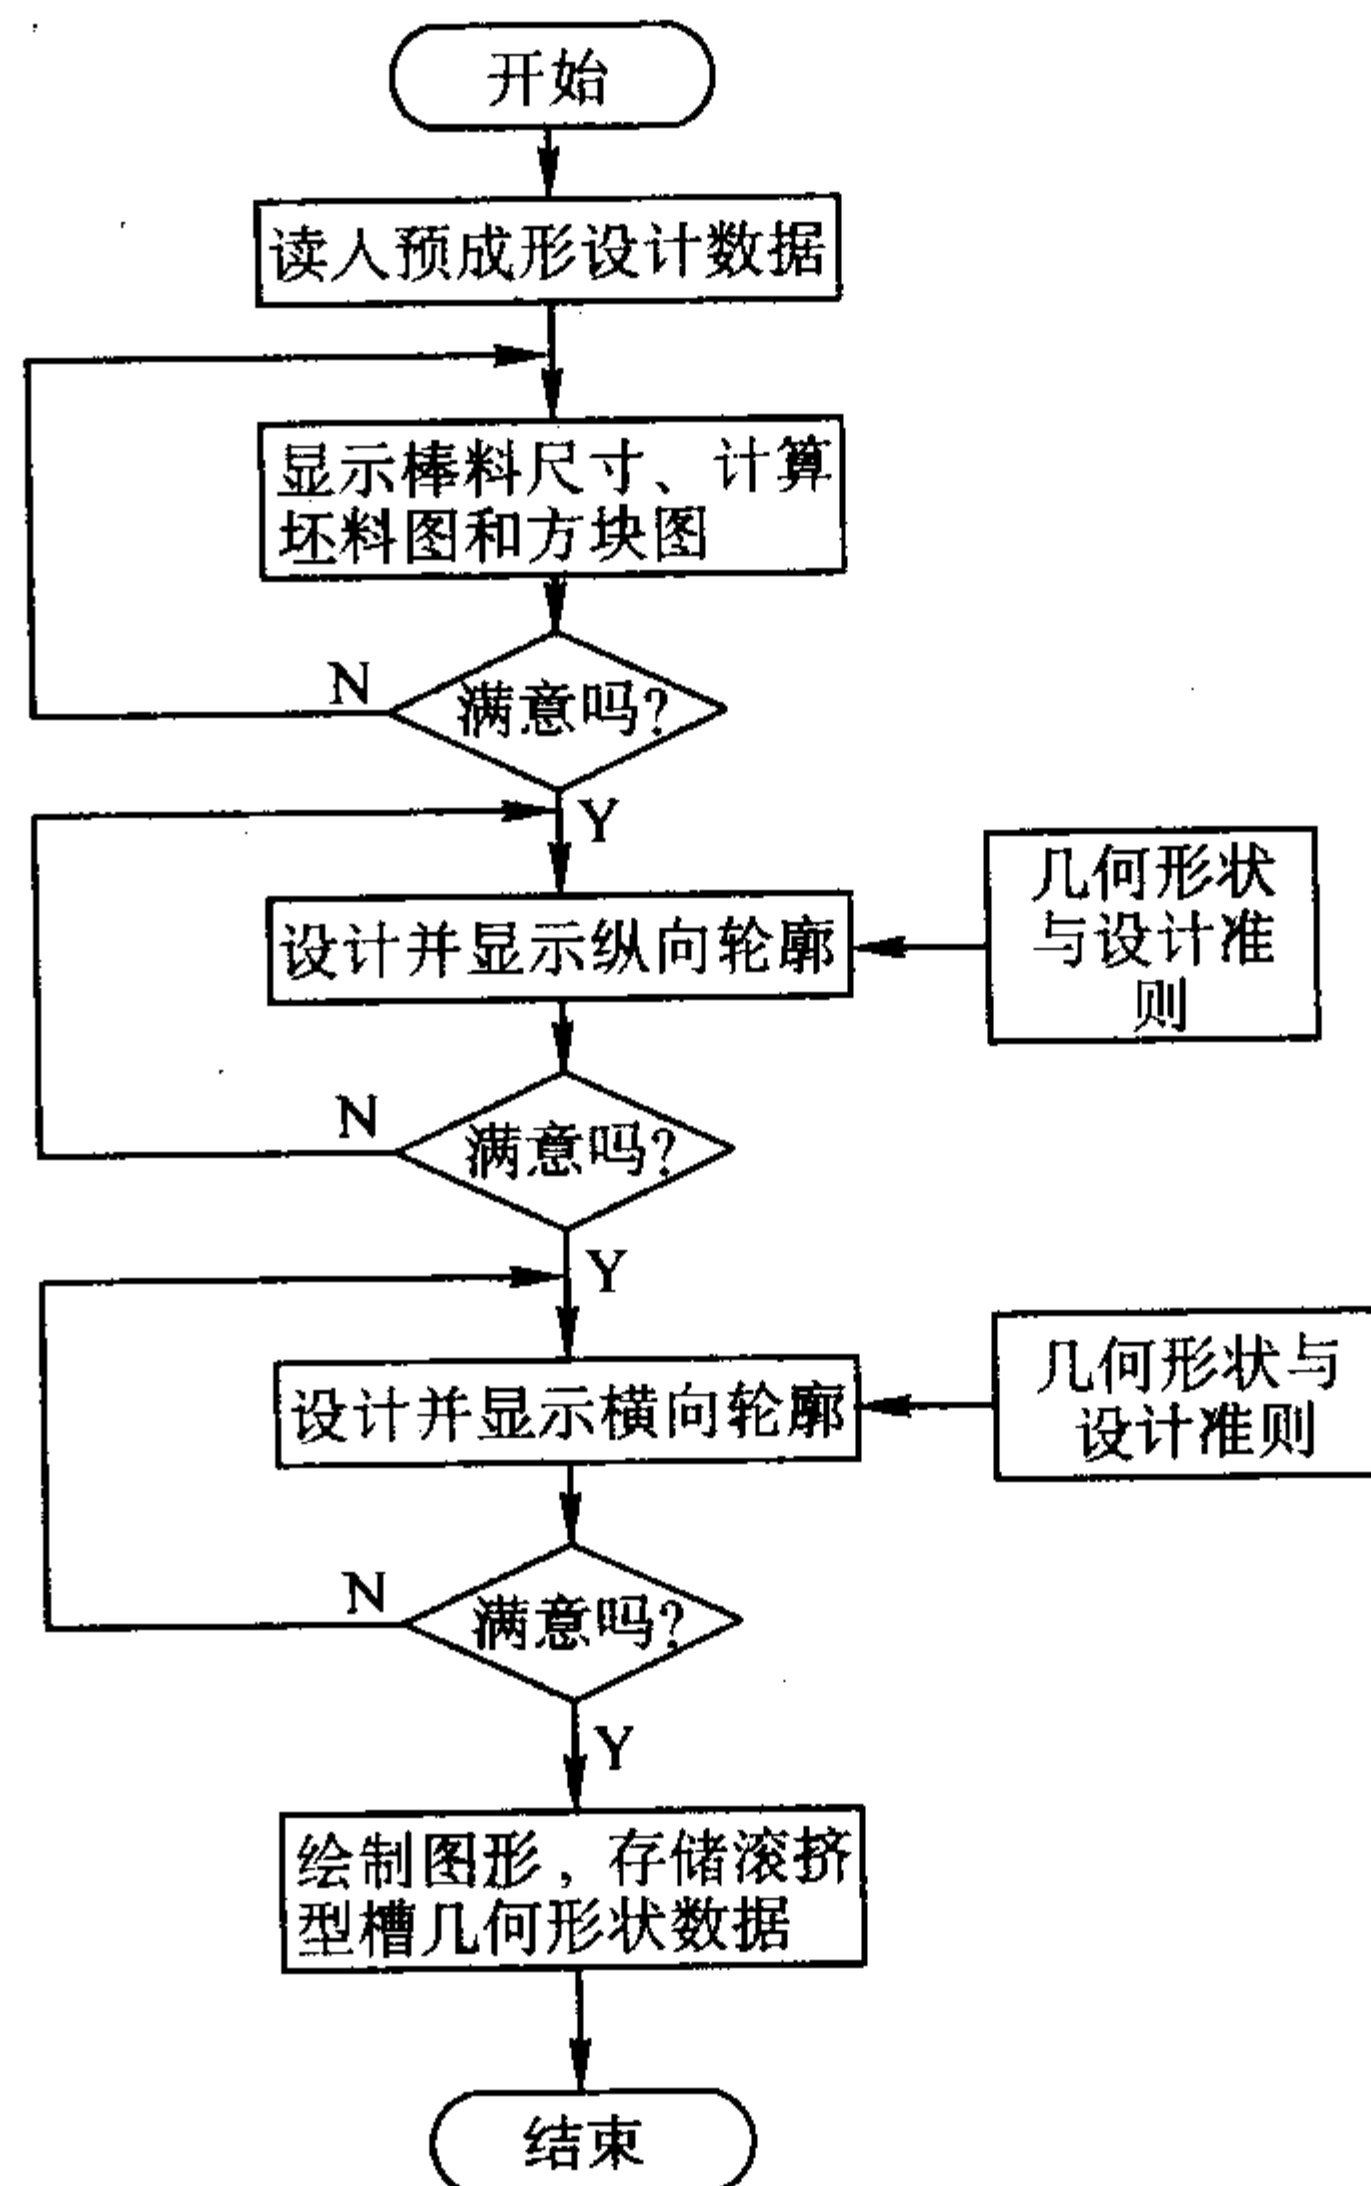 开始
读人预成形设计数据
显示棒料尺寸、计算
坯料图和方块图
N
满意吗?
Y
几何形状
与设计准
则
设计并显示纵向轮廓
N
满意吗?
Y
几何形状与
设计准则
设计并显示横向轮廓
N
满意吗?
Y
绘制图形，存储滚挤
型槽几何形状数据
结束